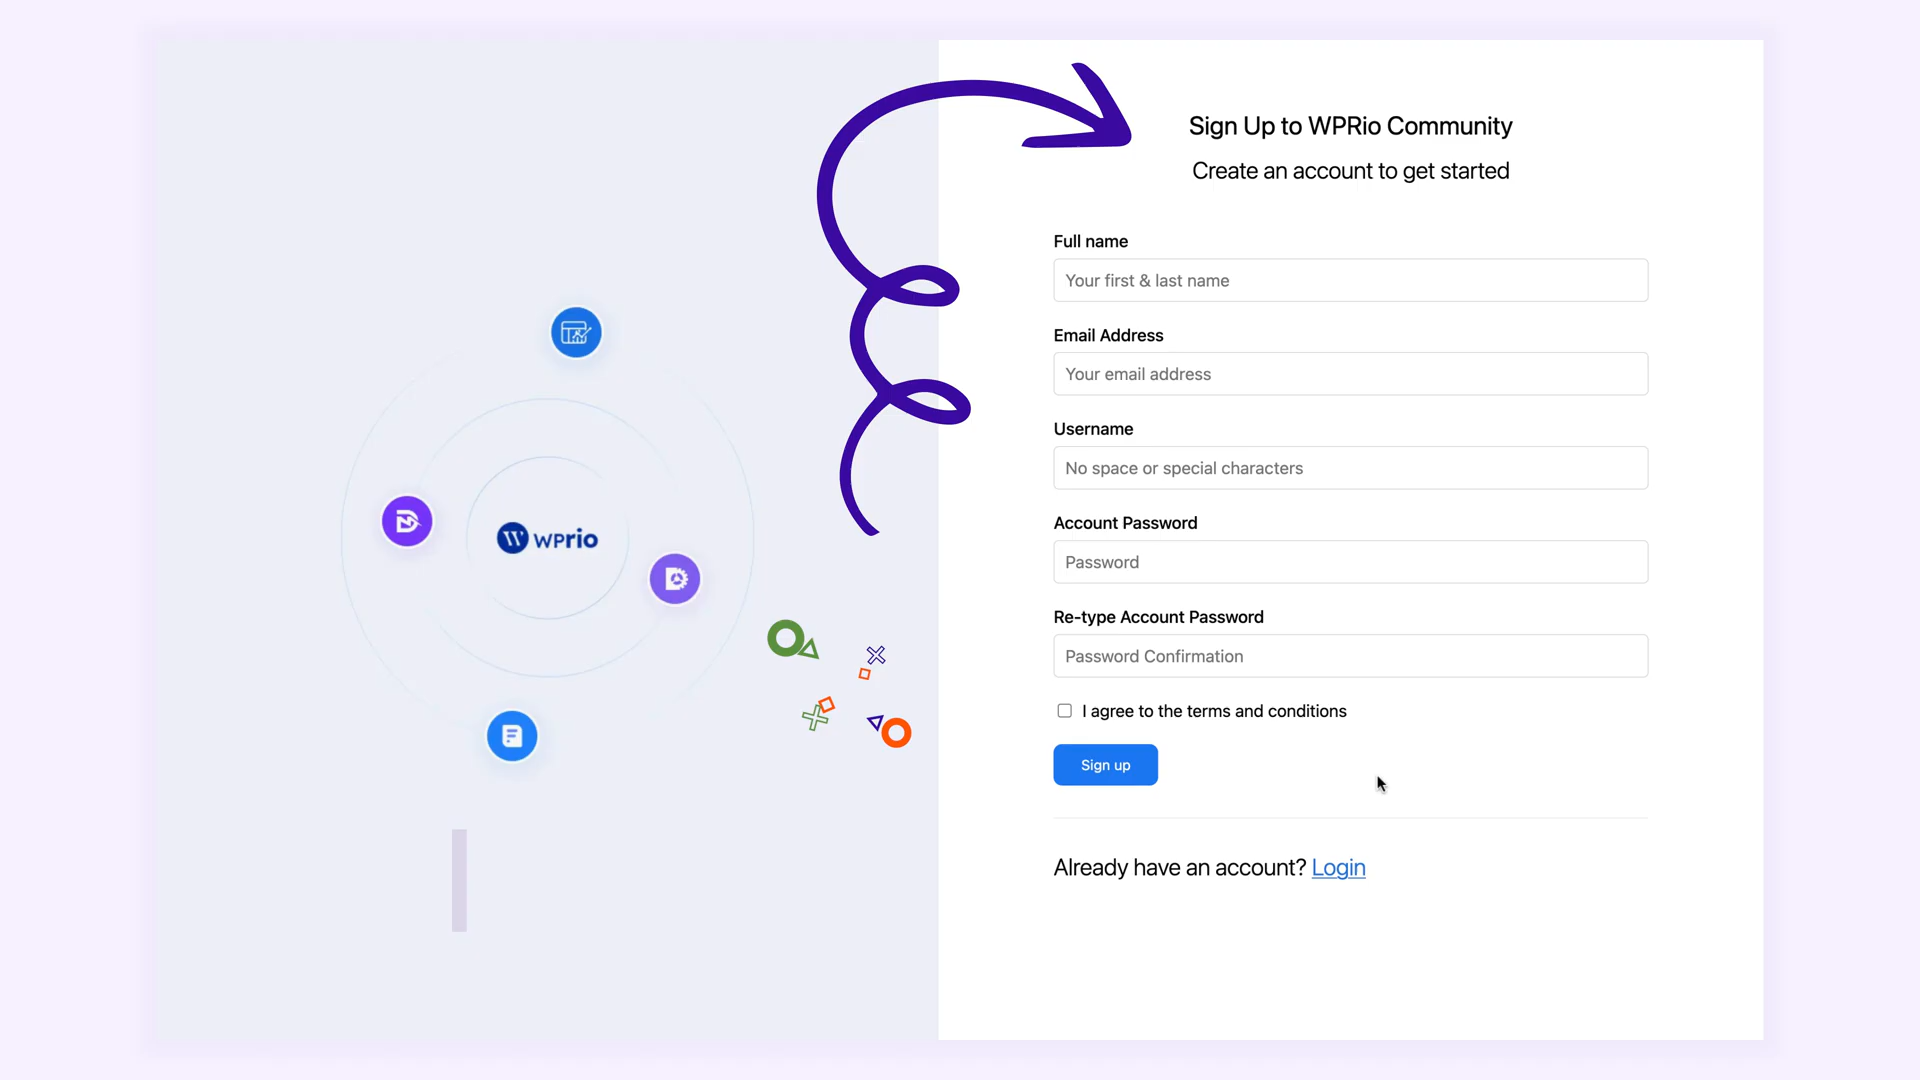 wprio
Sign Up to WPRio Community
Create an account to get started
Full name
Your first & last name
Email Address
Your email address
Username
No space or special characters
Account Password
Password
Re-type Account Password
Password Confirmation
I agree to the terms and conditions
Sign up
Already have an account? Login